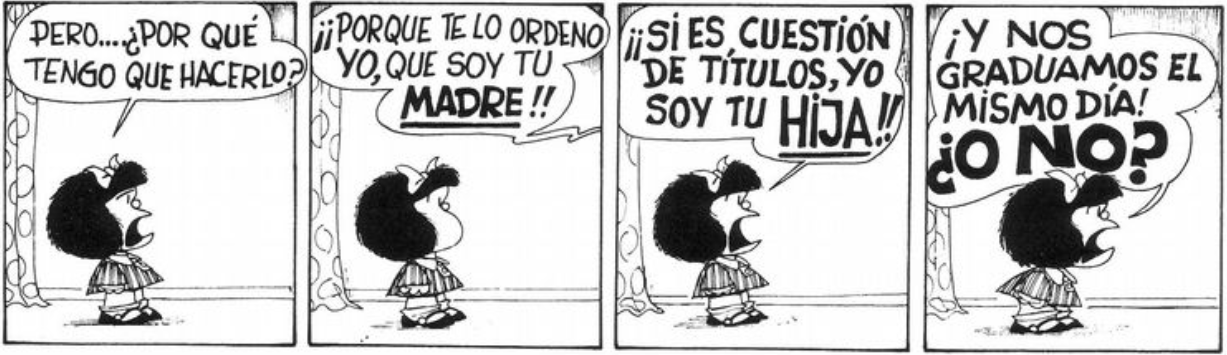 PERO....¿POR QUÉ
TENGO QUE HACERLO?
¡¡PORQUE TE LO ORDENO
YO, QUE SOY TU
MADRE!!
¡¡SI ES CUESTIÓN
DE TÍTULOS, YO
SOY TU HIJA!!
¡Y NOS
GRADUAMOS EL
MISMO DÍA!
¿O NO?